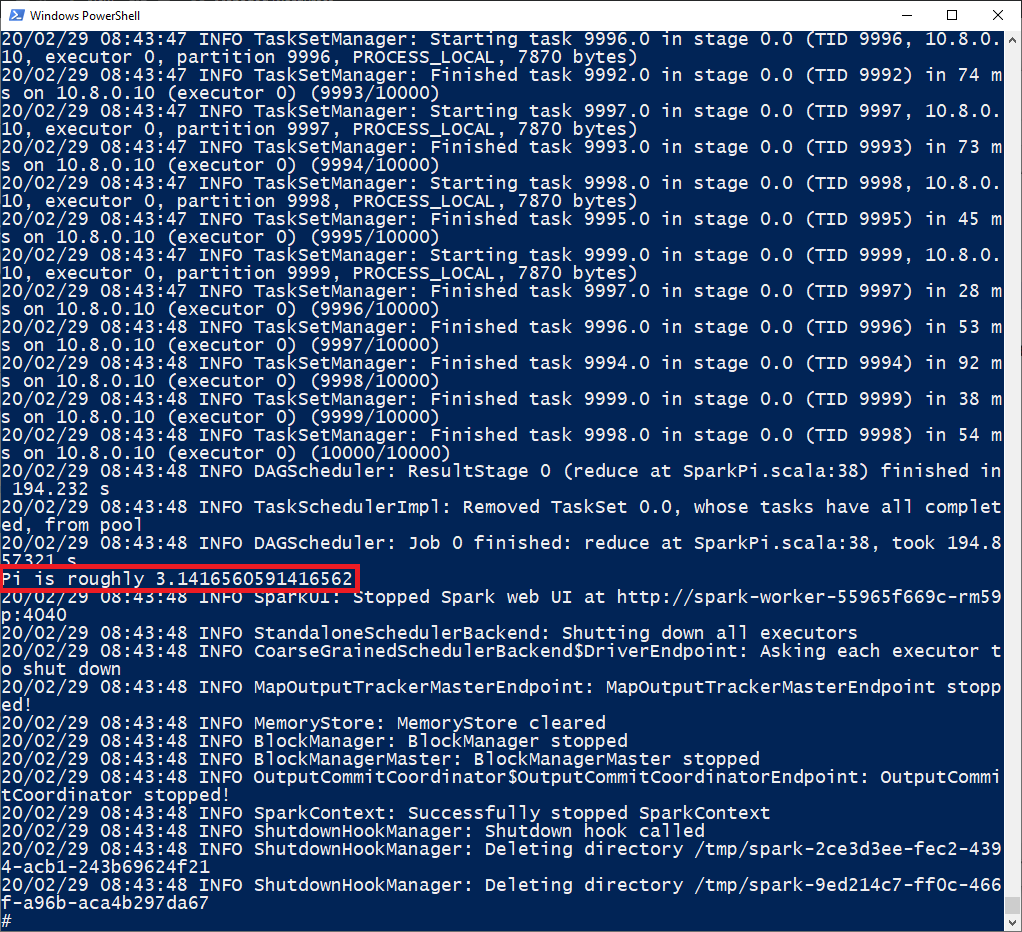 Windows PowerShell
20/02/29 08:43:47 INFO TaskSetManager: Starting task 9996.0 in stage 0.0 (TID 9996, 10.8.0.
10, executor 0, partition 9996, PROCESS_LOCAL, 7870 bytes)
20/02/29 08:43:47 INFO TaskSetManager: Finished task 9992.0 in stage 0.0 (TID 9992) in 74 m
s on 10.8.0.10 (executor 0) (9993/10000)
20/02/29 08:43:47 INFO TaskSetManager: Starting task 9997.0 in stage 0.0 (TID 9997, 10.8.0.
10, executor 0, partition 9997, PROCESS_LOCAL, 7870 bytes)
20/02/29 08:43:47 INFO TaskSetManager: Finished task 9993.0 in stage 0.0 (TID 9993) in 73 m
s on 10.8.0.10 (executor 0) (9994/10000)
20/02/29 08:43:47 INFO TaskSetManager: Starting task 9998.0 in stage 0.0 (TID 9998, 10.8.0.
10, executor 0, partition 9998, PROCESS_LOCAL, 7870 bytes)
20/02/29 08:43:47 INFO TaskSetManager: Finished task 9995.0 in stage 0.0 (TID 9995) in 45 m
s on 10.8.0.10 (executor 0) (9995/10000)
20/02/29 08:43:47 INFO TaskSetManager: Starting task 9999.0 in stage 0.0 (TID 9999, 10.8.0.
10, executor 0, partition 9999, PROCESS_LOCAL, 7870 bytes)
20/02/29 08:43:47 INFO TaskSetManager: Finished task 9997.0 in stage 0.0 (TID 9997) in 28 m
s on 10.8.0.10 (executor 0) (9996/10000)
20/02/29 08:43:48 INFO TaskSetManager: Finished task 9996.0 in stage 0.0 (TID 9996) in 53 m
s on 10.8.0.10 (executor 0) (9997/10000)
20/02/29 08:43:48 INFO TaskSetManager: Finished task 9994.0 in stage 0.0 (TID 9994) in 92 m
s on 10.8.0.10 (executor 0) (9998/10000)
20/02/29 08:43:48 INFO TaskSetManager: Finished task 9999.0 in stage 0.0 (TID 9999) in 38 m
s on 10.8.0.10 (executor 0) (9999/10000)
20/02/29 08:43:48 INFO TaskSetManager: Finished task 9998.0 in stage 0.0 (TID 9998) in 54 m
s on 10.8.0.10 (executor 0) (10000/10000)
20/02/29 08:43:48 INFO DAGScheduler: ResultStage 0 (reduce at SparkPi.scala:38) finished in
 194.232 s
20/02/29 08:43:48 INFO TaskSchedulerImpl: Removed TaskSet 0.0, whose tasks have all complet
ed, from pool
20/02/29 08:43:48 INFO DAGScheduler: Job 0 finished: reduce at SparkPi.scala:38, took 194.8
57321 s
Pi is roughly 3.1416560591416562
20/02/29 08:43:48 INFO SparkUI: Stopped Spark web UI at http://spark-worker-55965f669c-rm59
p:4040
20/02/29 08:43:48 INFO StandaloneSchedulerBackend: Shutting down all executors
20/02/29 08:43:48 INFO CoarseGrainedSchedulerBackend$DriverEndpoint: Asking each executor t
o shut down
20/02/29 08:43:48 INFO MapOutputTrackerMasterEndpoint: MapOutputTrackerMasterEndpoint stopp
ed!
20/02/29 08:43:48 INFO MemoryStore: MemoryStore cleared
20/02/29 08:43:48 INFO BlockManager: BlockManager stopped
20/02/29 08:43:48 INFO BlockManagerMaster: BlockManagerMaster stopped
20/02/29 08:43:48 INFO OutputCommitCoordinator$OutputCommitCoordinatorEndpoint: OutputCommi
tCoordinator stopped!
20/02/29 08:43:48 INFO SparkContext: Successfully stopped SparkContext
20/02/29 08:43:48 INFO ShutdownHookManager: Shutdown hook called
20/02/29 08:43:48 INFO ShutdownHookManager: Deleting directory /tmp/spark-2ce3d3ee-fec2-439
4-acb1-243b69624f21
20/02/29 08:43:48 INFO ShutdownHookManager: Deleting directory /tmp/spark-9ed214c7-ff0c-466
f-a96b-aca4b297da67
#